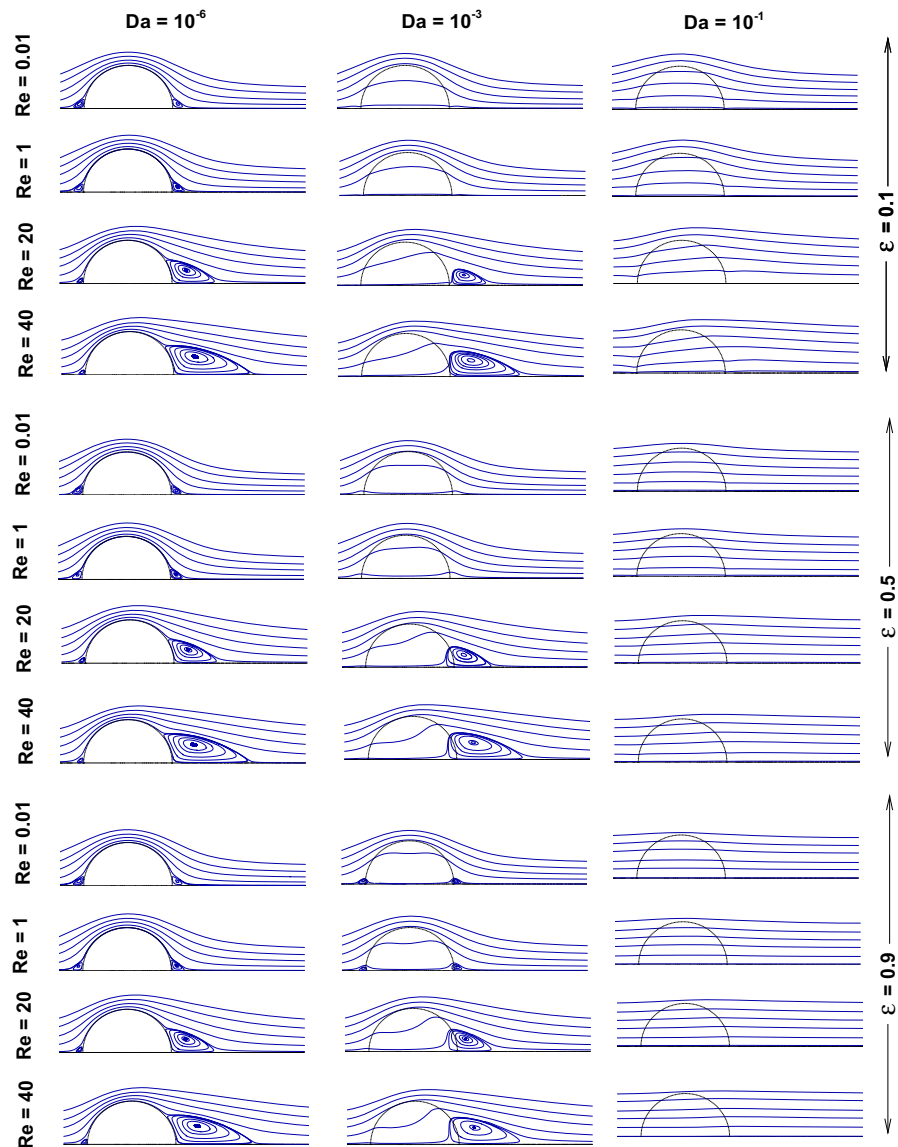 Da = 10⁻⁶ Da = 10⁻³ Da = 10⁻¹
Re = 0.01
Re = 1
Re = 20
Re = 40
ε = 0.1
Re = 0.01
Re = 1
Re = 20
Re = 40
ε = 0.5
Re = 0.01
Re = 1
Re = 20
Re = 40
ε = 0.9